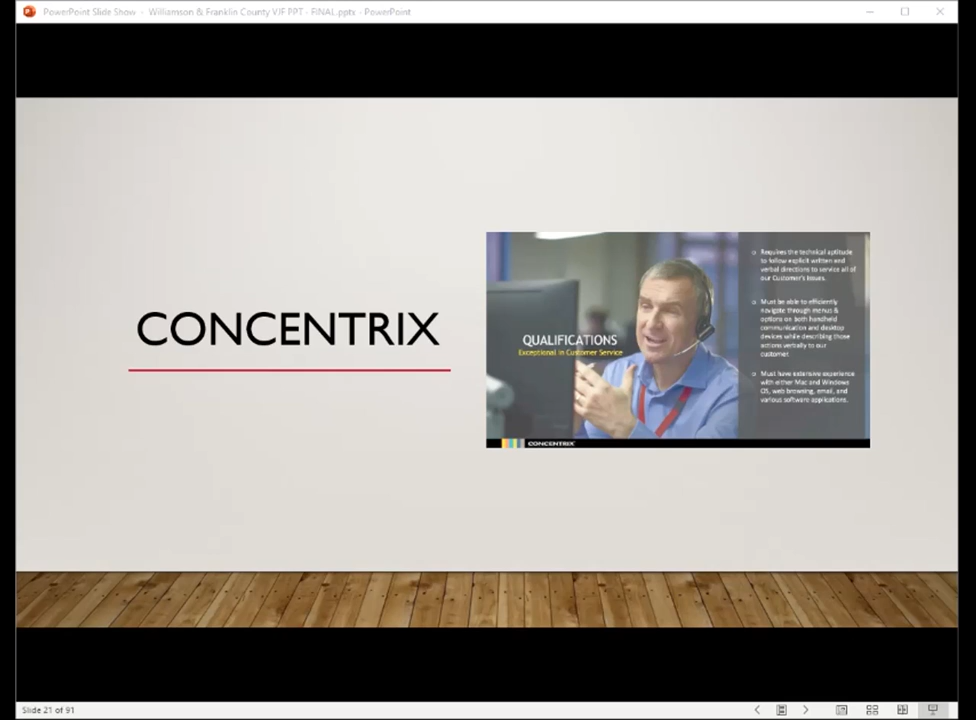 PowerPoint Slide Show - Williamson & Franklin County VJF PPT - FINAL.pptx - PowerPoint
CONCENTRIX
QUALIFICATIONS
Exceptional in Customer Service
Requires the technical aptitude
to follow explicit written and
verbal directions to service all of
our Customer's issues.
Must be able to efficiently
navigate through menus &
options on both handheld
communication and desktop
devices while describing those
actions verbally to our
customer.
Must have extensive experience
with either Mac and Windows
OS, web browsing, email, and
various software applications.
CONCENTRIX
Slide 21 of 91